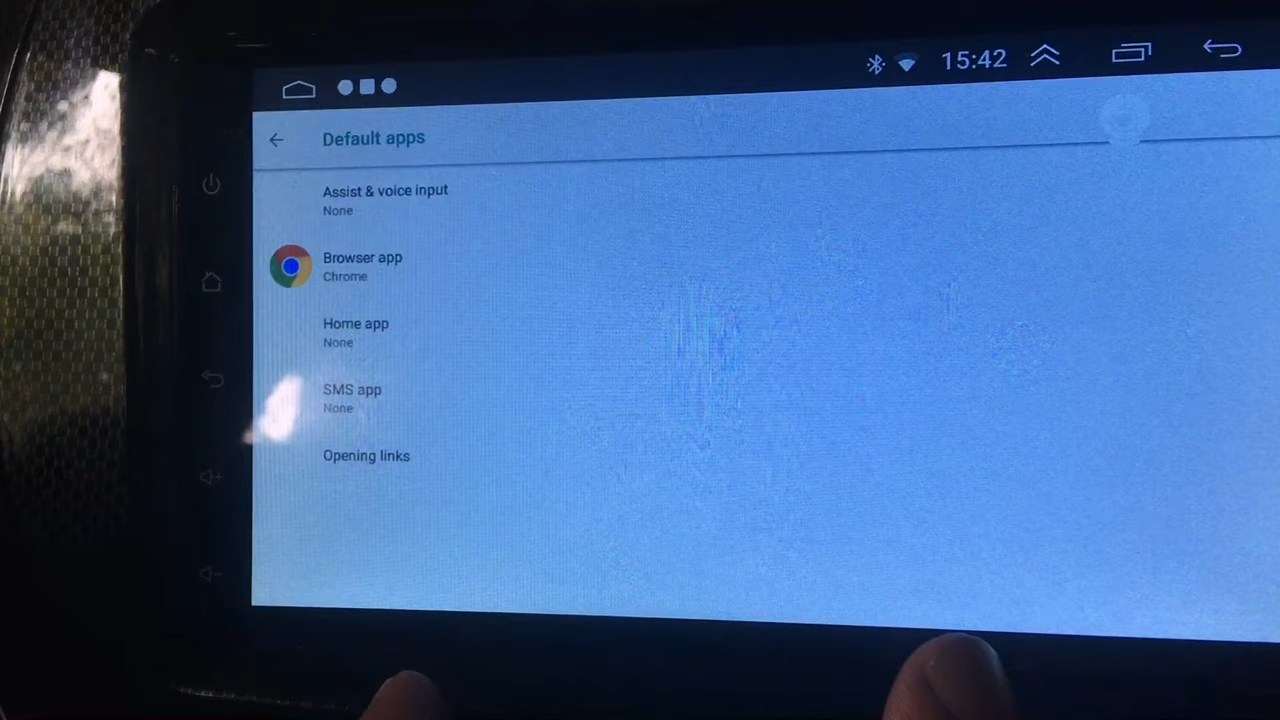 15:42
Default apps
Assist & voice input
None
Browser app
Chrome
Home app
None
SMS app
None
Opening links